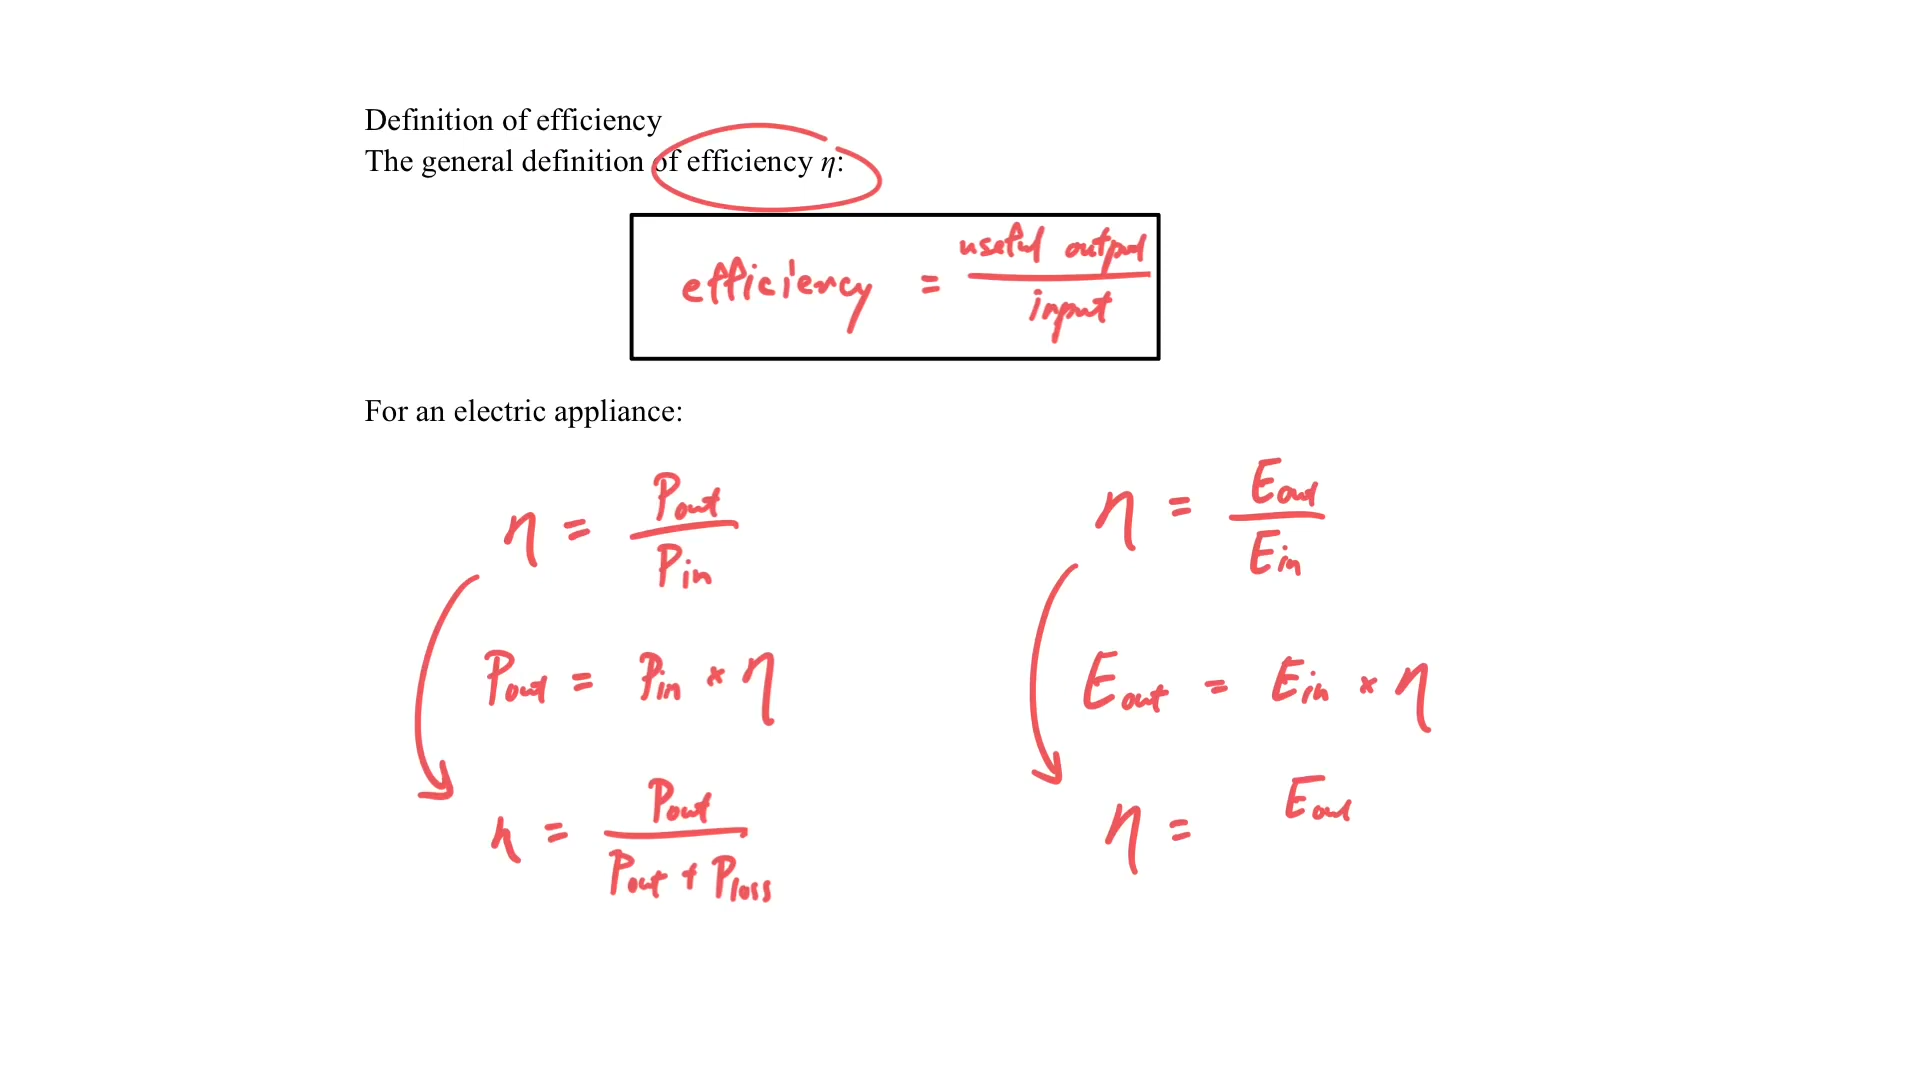 Definition of efficiency
The general definition of efficiency η:
efficiency = useful output / input
For an electric appliance:
η = Pout / Pin
η = Eout / Ein
Pout = Pin × η
Eout = Ein × η
η = Pout / Pout + Ploss
η = Eout